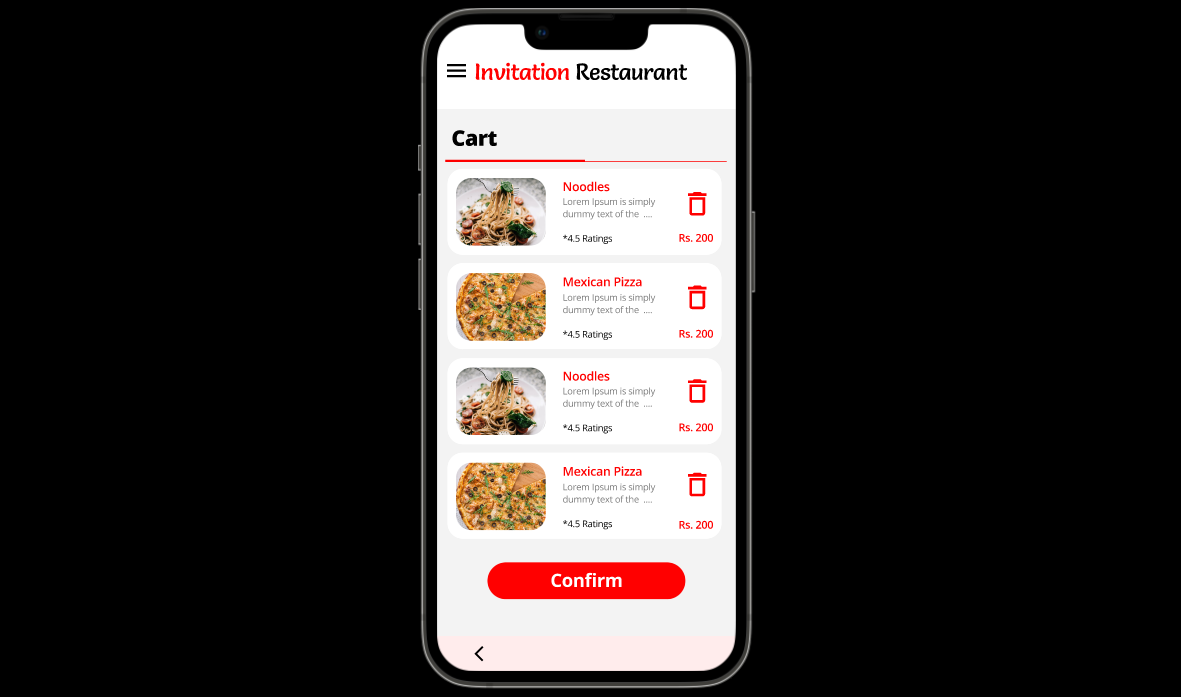 Invitation Restaurant
Cart
Noodles
Lorem Ipsum is simply
dummy text of the  ....
*4.5 Ratings
Rs. 200
Mexican Pizza
Lorem Ipsum is simply
dummy text of the  ....
*4.5 Ratings
Rs. 200
Noodles
Lorem Ipsum is simply
dummy text of the  ....
*4.5 Ratings
Rs. 200
Mexican Pizza
Lorem Ipsum is simply
dummy text of the  ....
*4.5 Ratings
Rs. 200
Confirm